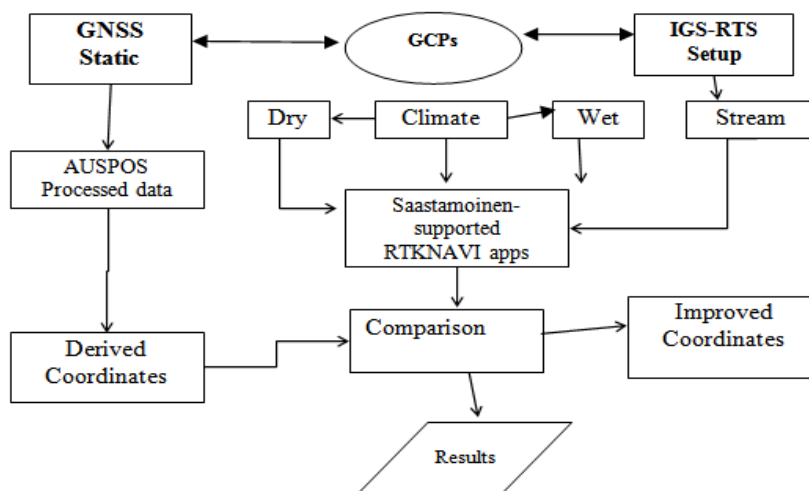 GNSS
Static
GCPs
IGS-RTS
Setup
Dry
Climate
Wet
Stream
AUSPOS
Processed data
Saastamoinen-
supported
RTKNAVI apps
Derived
Coordinates
Comparison
Improved
Coordinates
Results